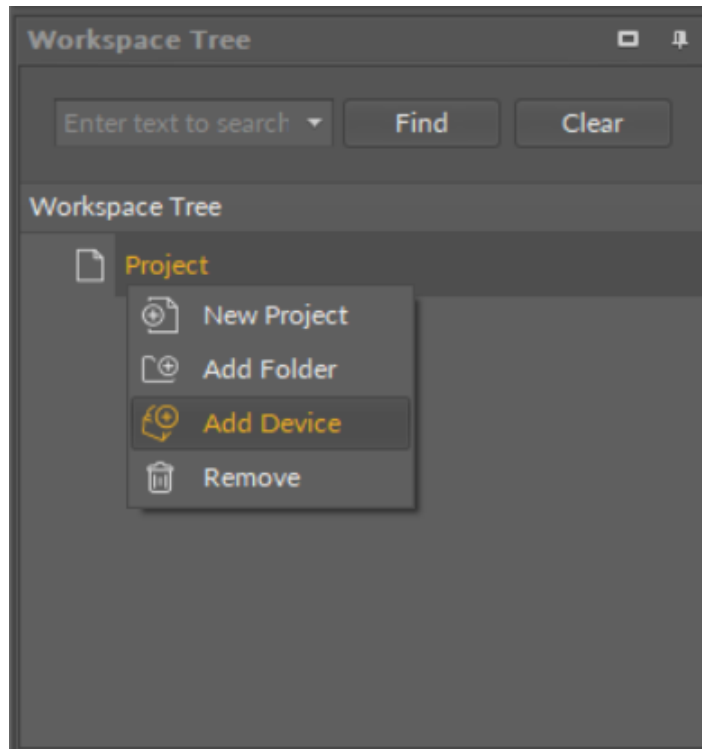 Workspace Tree
Enter text to search Find Clear
Workspace Tree
Project
New Project
Add Folder
Add Device
Remove